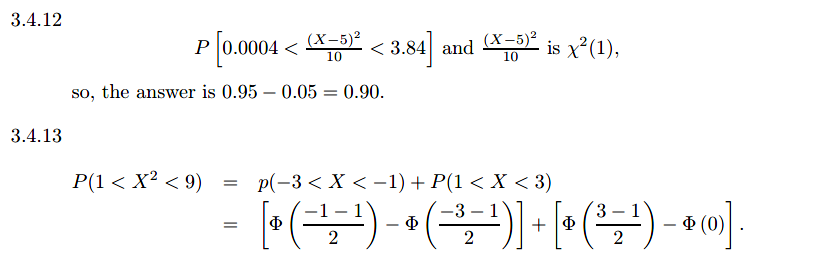 3.4.12
P [0.0004 < (X−5)²/10 < 3.84] and (X−5)²/10 is χ²(1),
so, the answer is 0.95 − 0.05 = 0.90.
3.4.13
P(1 < X² < 9) = p(−3 < X < −1) + P(1 < X < 3)
= [Φ((−1 − 1)/2) − Φ((−3 − 1)/2)] + [Φ((3 − 1)/2) − Φ(0)].